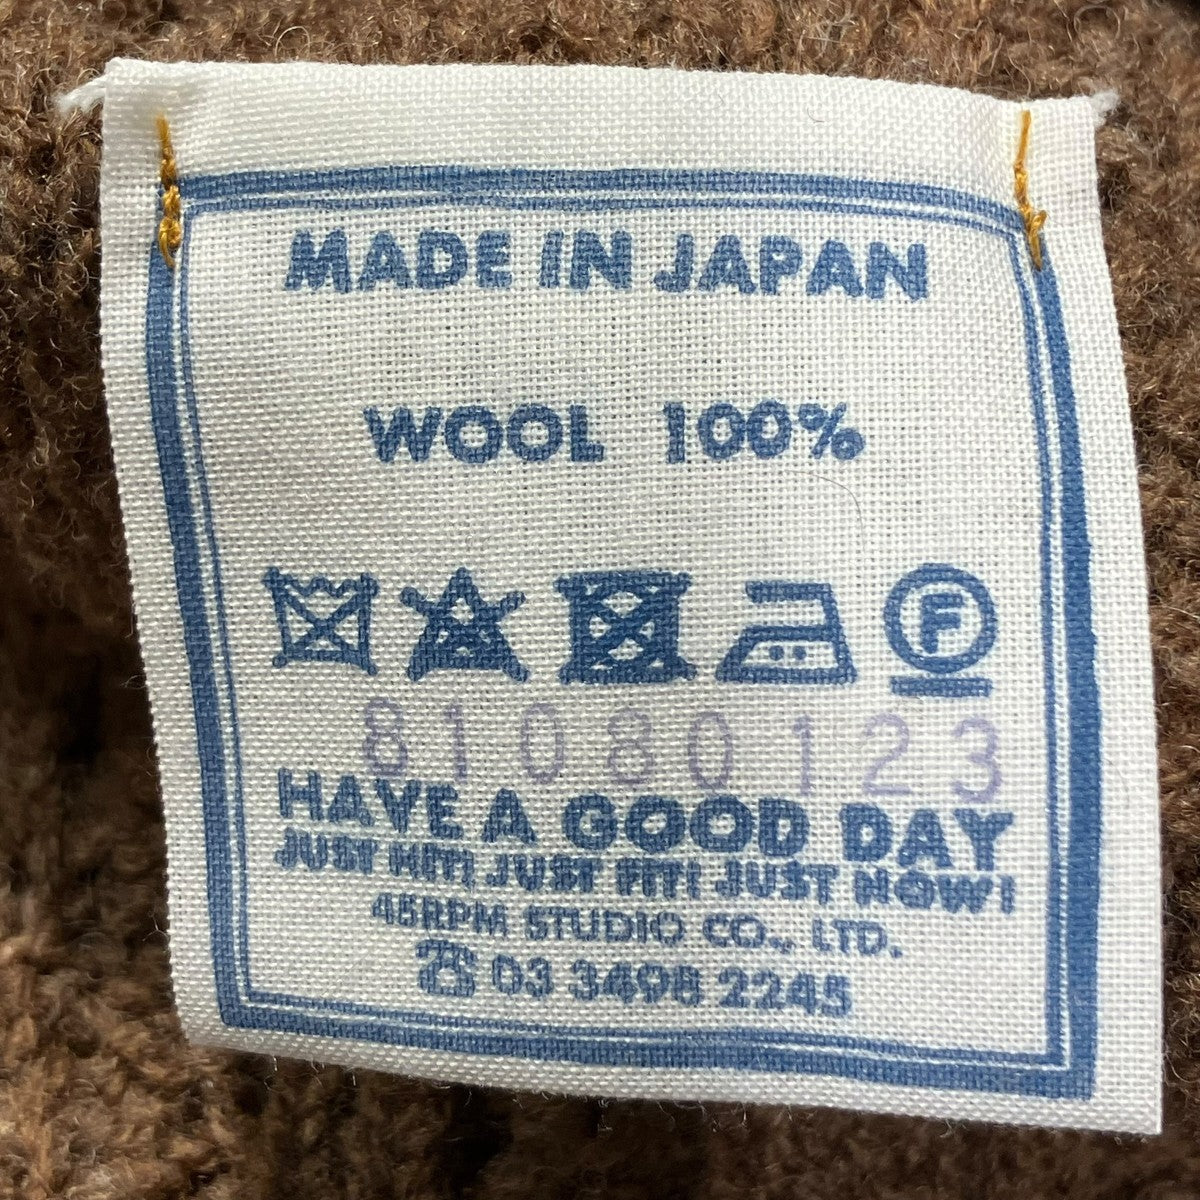 MADE IN JAPAN
WOOL 100%
F
81080123
HAVE A GOOD DAY
JUST HIT! JUST FIT! JUST NOW!
45RPM STUDIO CO., LTD.
☎ 03 3498 2245